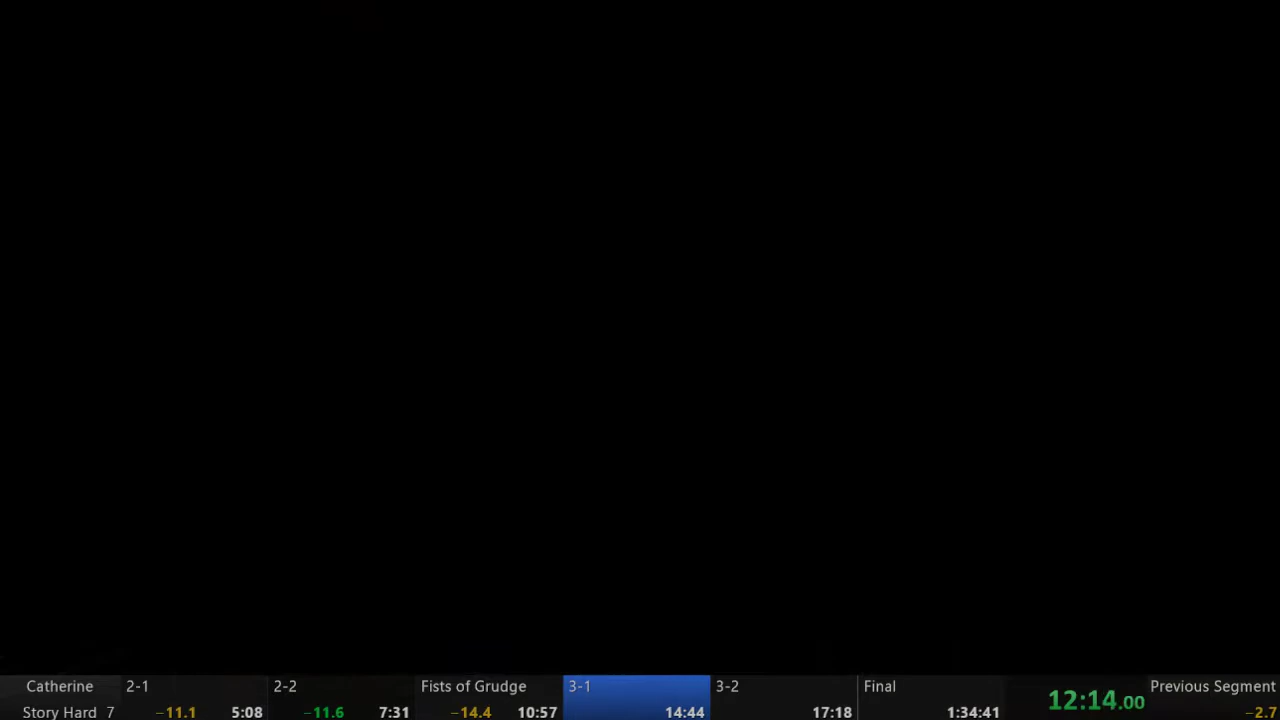 Catherine 2-1 2-2 Fists of Grudge 3-1 3-2 Final 12:14.00 Previous Segment
Story Hard 7 −11.1 5:08 −11.6 7:31 −14.4 10:57 14:44 17:18 1:34:41 −2.7